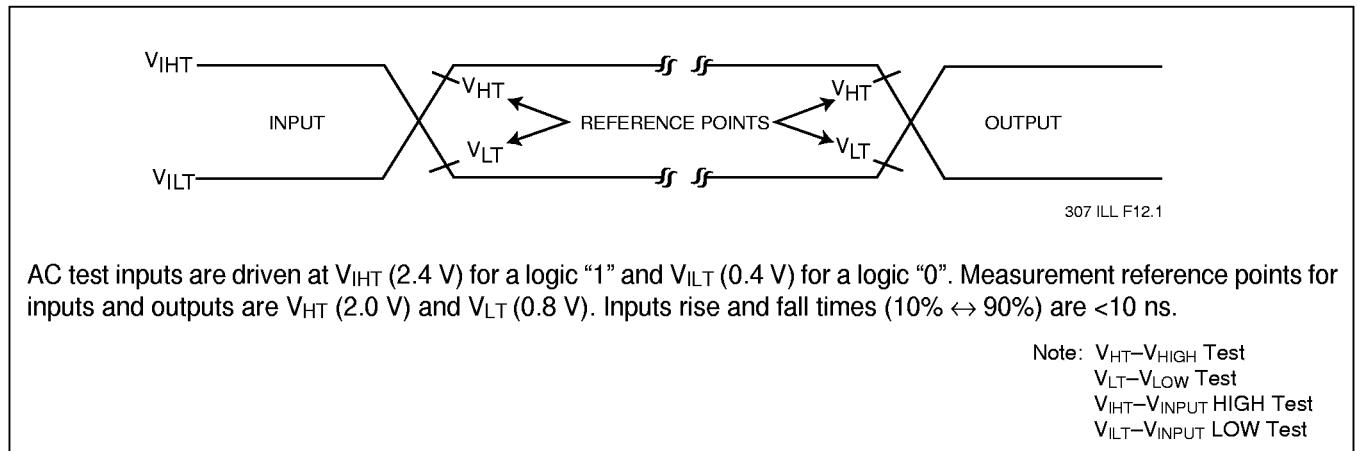 VIHT
VHT
VHT
INPUT
REFERENCE POINTS
OUTPUT
VLT
VLT
VILT
307 ILL F12.1
AC test inputs are driven at VIHT (2.4 V) for a logic “1” and VILT (0.4 V) for a logic “0”. Measurement reference points for
inputs and outputs are VHT (2.0 V) and VLT (0.8 V). Inputs rise and fall times (10% ↔ 90%) are <10 ns.
Note: VHT–VHIGH Test
VLT–VLOW Test
VIHT–VINPUT HIGH Test
VILT–VINPUT LOW Test